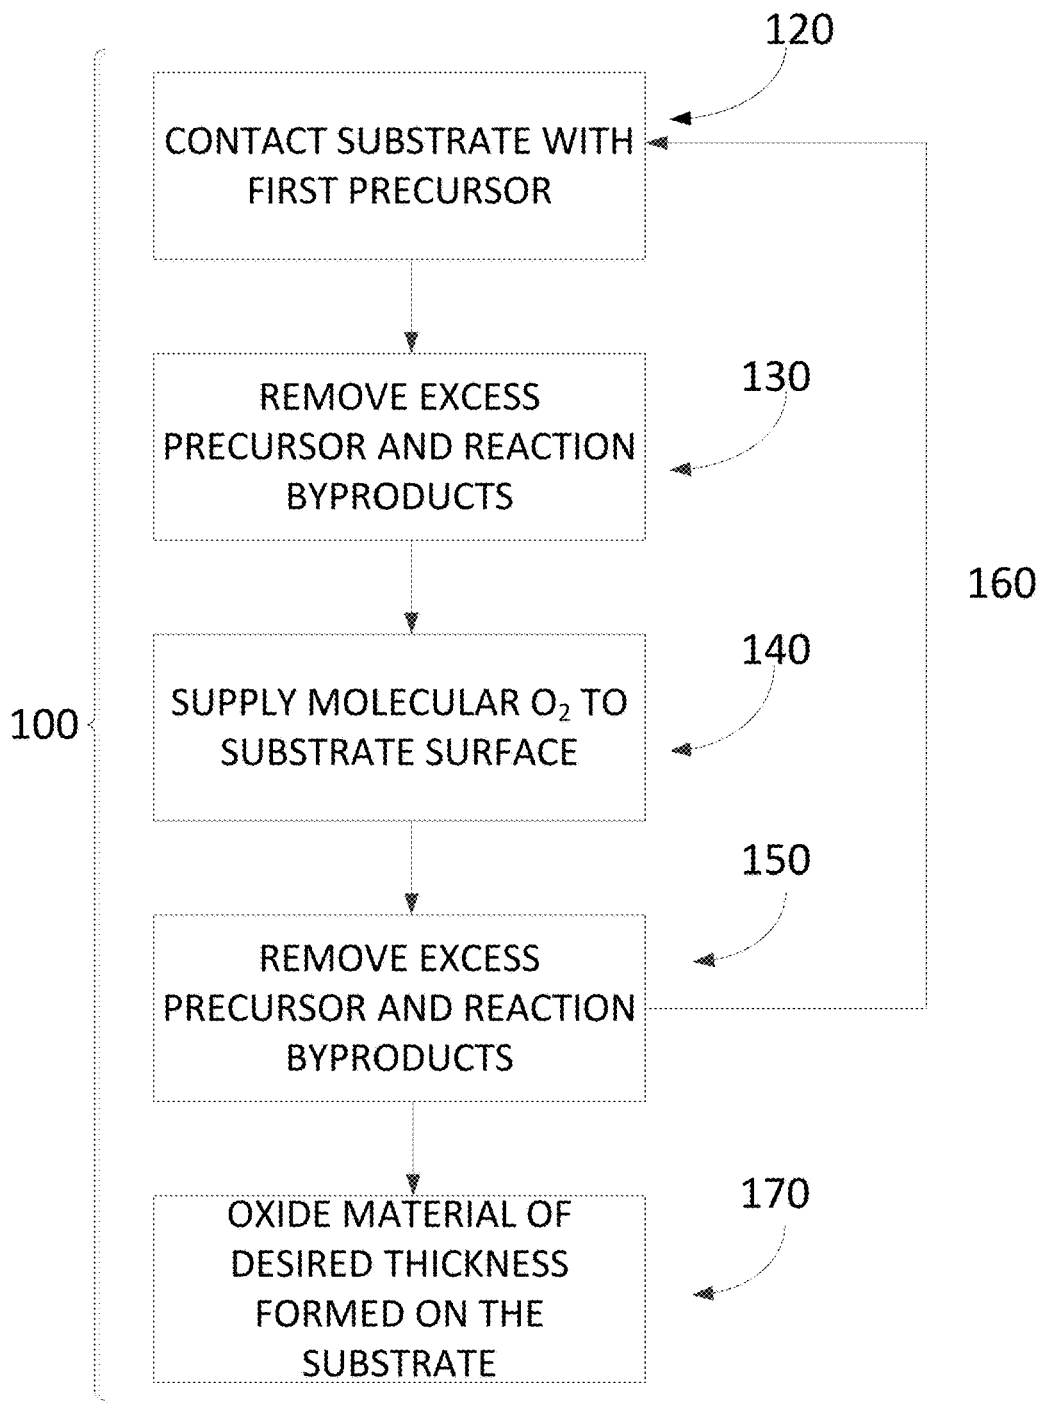 120
CONTACT SUBSTRATE WITH
FIRST PRECURSOR
130
REMOVE EXCESS
PRECURSOR AND REACTION
BYPRODUCTS
160
140
SUPPLY MOLECULAR O₂ TO
SUBSTRATE SURFACE
100
150
REMOVE EXCESS
PRECURSOR AND REACTION
BYPRODUCTS
170
OXIDE MATERIAL OF
DESIRED THICKNESS
FORMED ON THE
SUBSTRATE